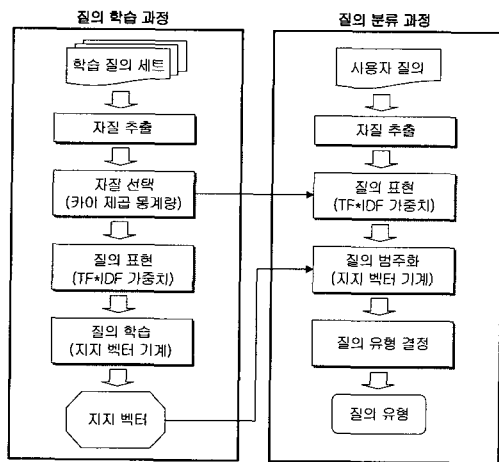 질의 학습 과정
학습 질의 세트
자질 추출
자질 선택
(카이 제곱 통계량)
질의 표현
(TF*IDF 가중치)
질의 학습
(지지 벡터 기계)
지지 벡터
질의 분류 과정
사용자 질의
자질 추출
질의 표현
(TF*IDF 가중치)
질의 범주화
(지지 벡터 기계)
질의 유형 결정
질의 유형